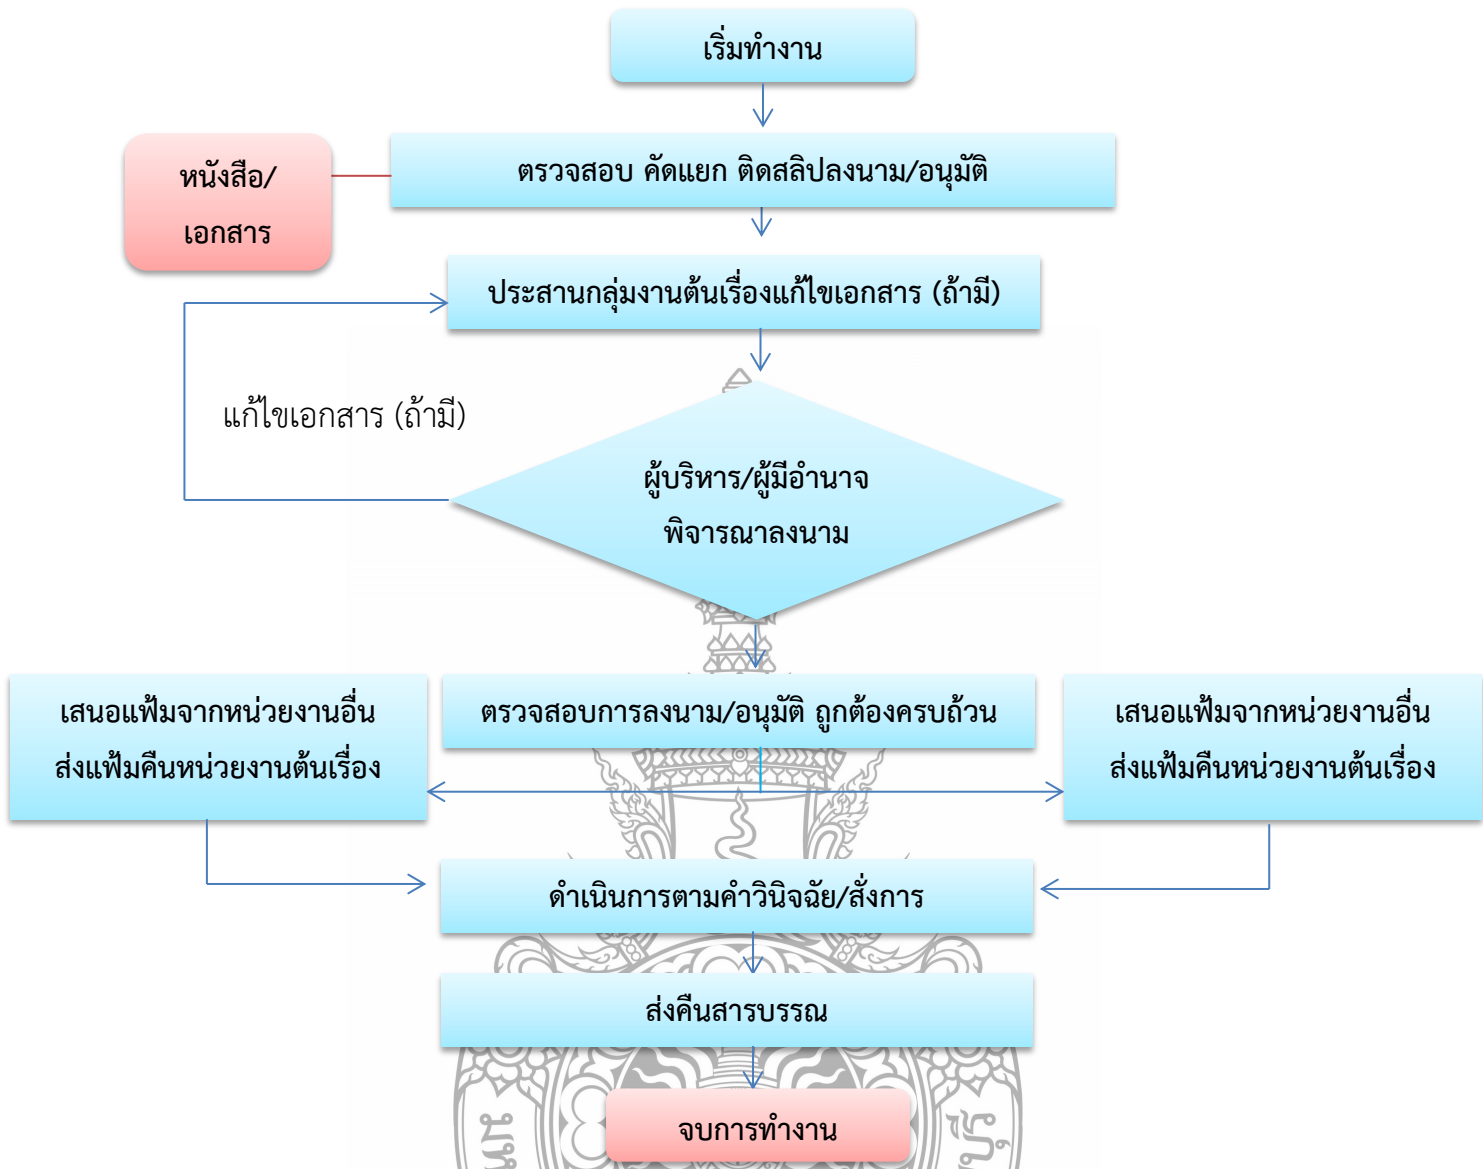 เริ่มทำงาน
หนังสือ/
เอกสาร
ตรวจสอบ คัดแยก ติดสลิปลงนาม/อนุมัติ
ประสานกลุ่มงานต้นเรื่องแก้ไขเอกสาร (ถ้ามี)
แก้ไขเอกสาร (ถ้ามี)
ผู้บริหาร/ผู้มีอำนาจ
พิจารณาลงนาม
เสนอแฟ้มจากหน่วยงานอื่น
ส่งแฟ้มคืนหน่วยงานต้นเรื่อง
ตรวจสอบการลงนาม/อนุมัติ ถูกต้องครบถ้วน
เสนอแฟ้มจากหน่วยงานอื่น
ส่งแฟ้มคืนหน่วยงานต้นเรื่อง
ดำเนินการตามคำวินิจฉัย/สั่งการ
ส่งคืนสารบรรณ
จบการทำงาน